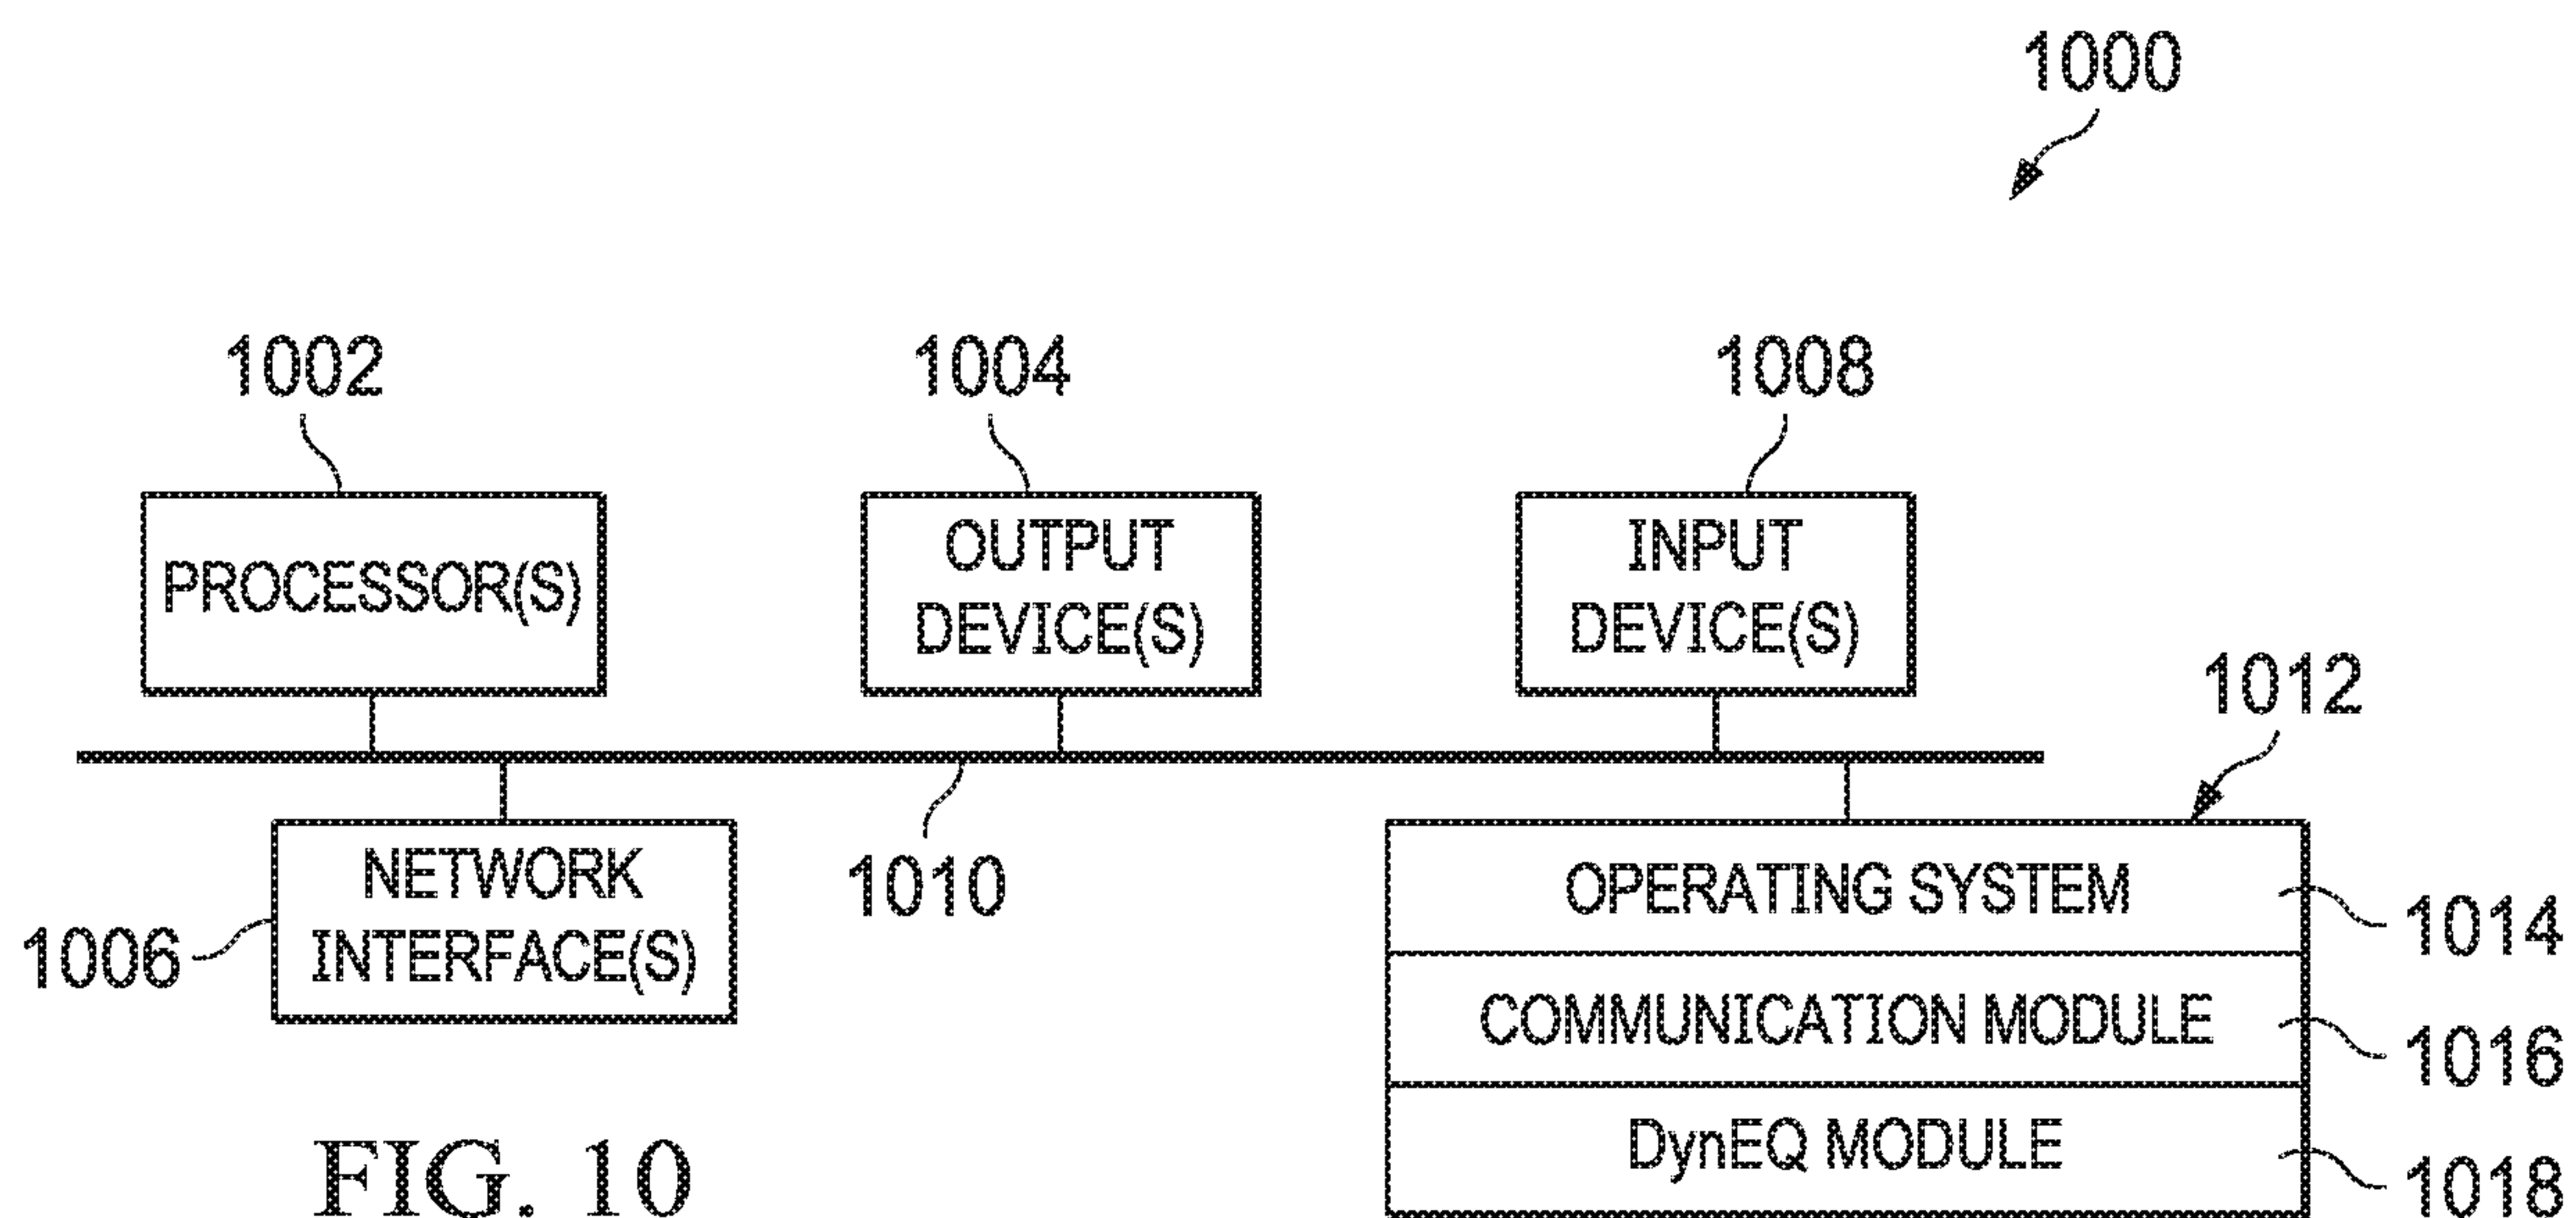 1000
1002
1004
1008
PROCESSOR(S)
OUTPUT
DEVICE(S)
INPUT
DEVICE(S)
1012
1010
NETWORK
INTERFACE(S)
1006
OPERATING SYSTEM
1014
COMMUNICATION MODULE
1016
DynEQ MODULE
1018
FIG. 10